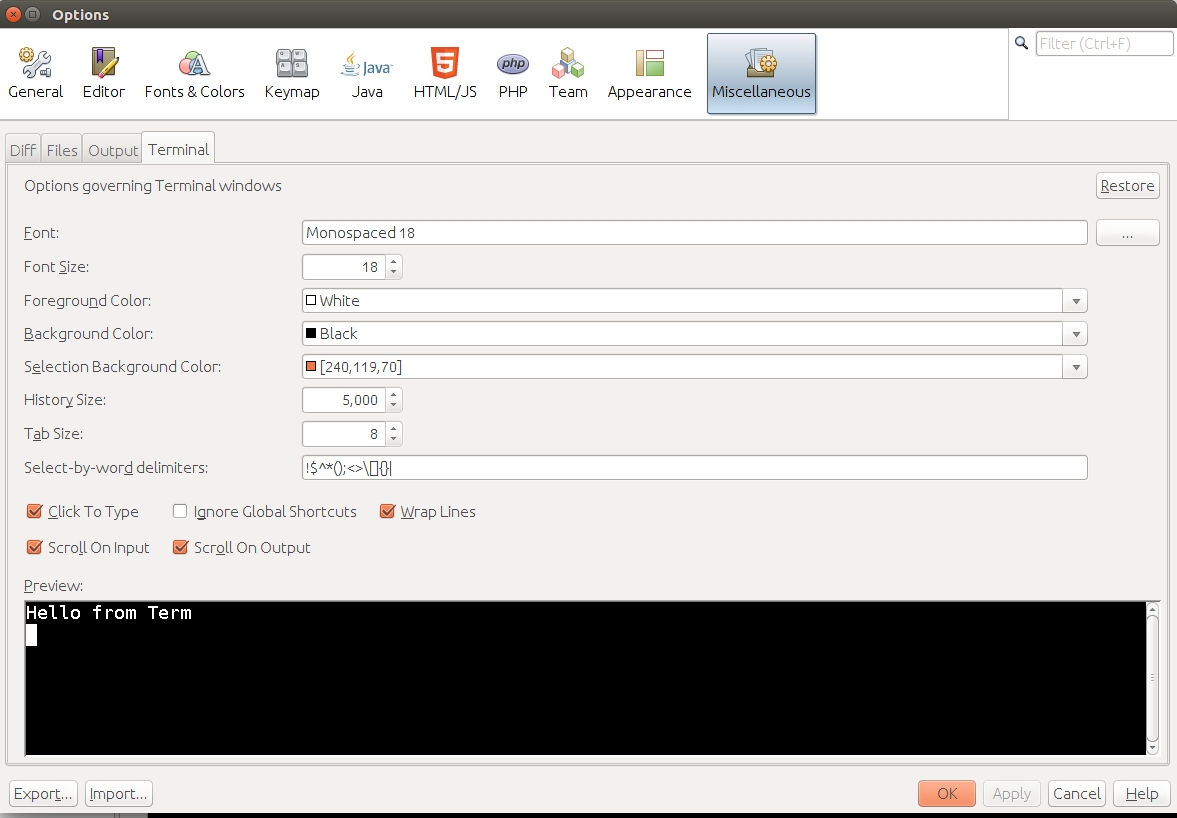 Options
Filter (Ctrl+F)
General Editor Fonts & Colors Keymap Java HTML/JS PHP Team Appearance Miscellaneous
Diff Files Output Terminal
Options governing Terminal windows Restore
Font: Monospaced 18 ...
Font Size: 18
Foreground Color: White
Background Color: Black
Selection Background Color: [240,119,70]
History Size: 5,000
Tab Size: 8
Select-by-word delimiters: !$^*();<>\[]{}|
Click To Type Ignore Global Shortcuts Wrap Lines
Scroll On Input Scroll On Output
Preview:
Hello from Term
Export... Import... OK Apply Cancel Help